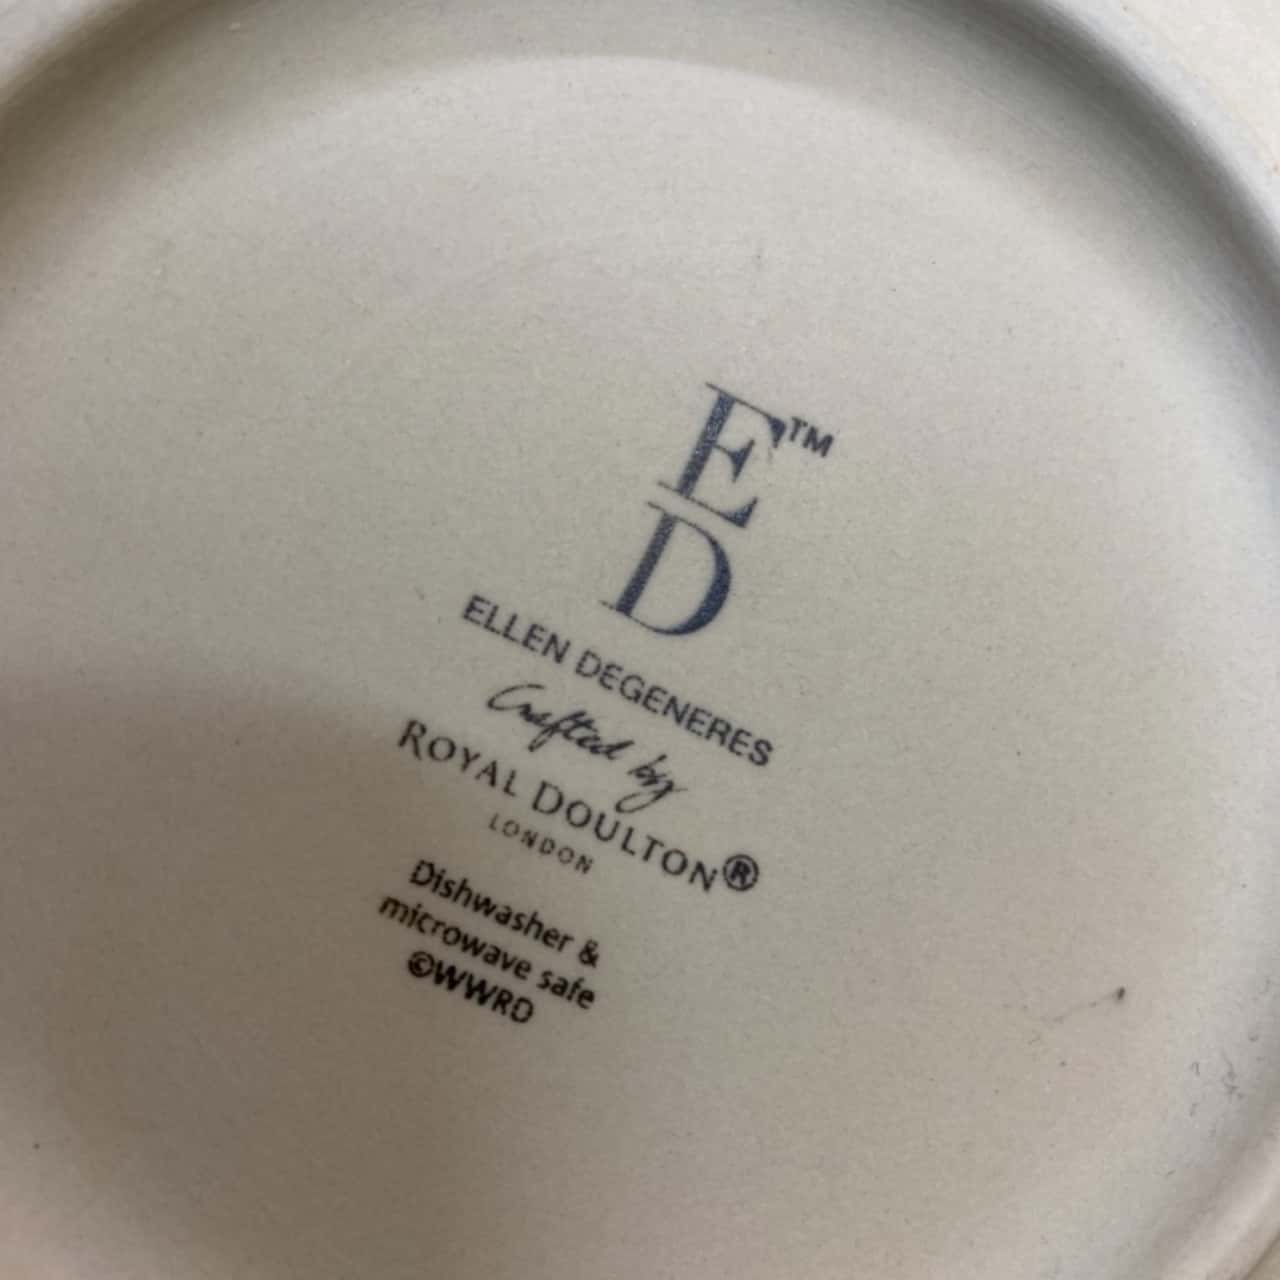 E™
D
ELLEN DEGENERES
Crafted by
ROYAL DOULTON®
LONDON
Dishwasher &
microwave safe
©WWRD